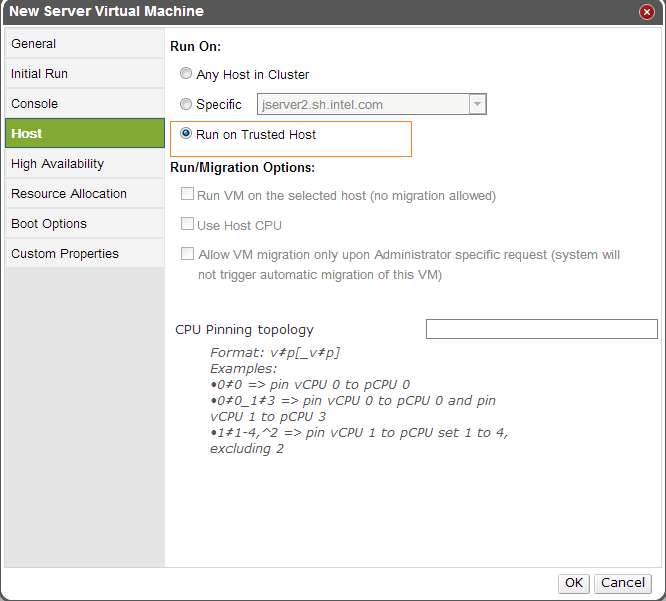 New Server Virtual Machine
General
Initial Run
Console
Host
High Availability
Resource Allocation
Boot Options
Custom Properties
Run On:
Any Host in Cluster
Specific jserver2.sh.intel.com
Run on Trusted Host
Run/Migration Options:
Run VM on the selected host (no migration allowed)
Use Host CPU
Allow VM migration only upon Administrator specific request (system will
not trigger automatic migration of this VM)
CPU Pinning topology
Format: v#p[_v#p]
Examples:
•0#0 => pin vCPU 0 to pCPU 0
•0#0_1#3 => pin vCPU 0 to pCPU 0 and pin
vCPU 1 to pCPU 3
•1#1-4,^2 => pin vCPU 1 to pCPU set 1 to 4,
excluding 2
OK Cancel